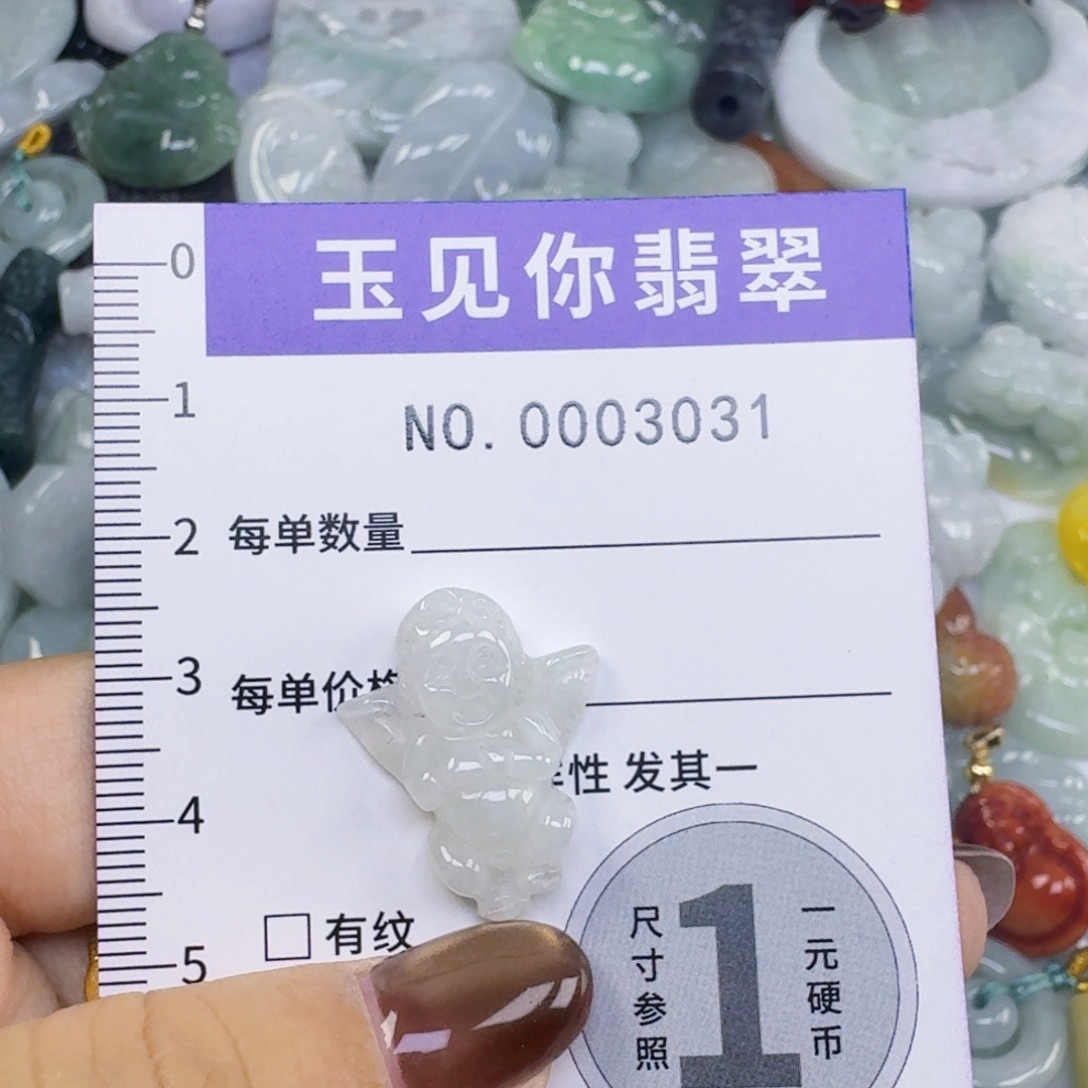 玉见你翡翠
0
1
2
3
4
5
NO. 0003031
每单数量
每单价
性 发其一
有纹
尺寸参照
1
一元硬币